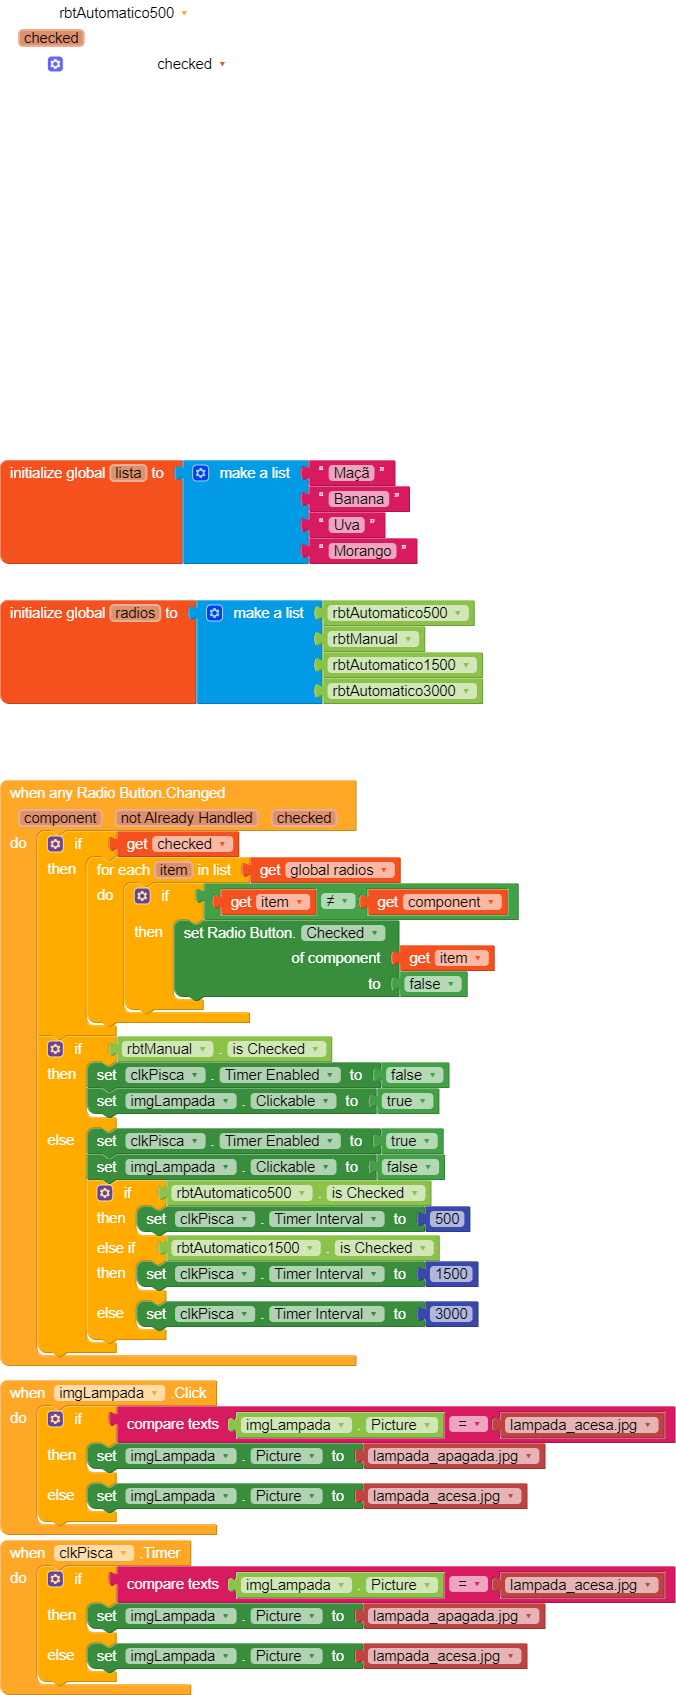 rbtAutomatico500
checked
checked
initialize global lista to make a list " Maçã "
" Banana "
" Uva "
" Morango "
initialize global radios to make a list rbtAutomatico500
rbtManual
rbtAutomatico1500
rbtAutomatico3000
when any Radio Button.Changed
component not Already Handled checked
do if get checked
then for each item in list get global radios
do if get item ≠ get component
then set Radio Button. Checked
of component get item
to false
if rbtManual . is Checked
then set clkPisca . Timer Enabled to false
set imgLampada . Clickable to true
else set clkPisca . Timer Enabled to true
set imgLampada . Clickable to false
if rbtAutomatico500 . is Checked
then set clkPisca . Timer Interval to 500
else if rbtAutomatico1500 . is Checked
then set clkPisca . Timer Interval to 1500
else set clkPisca . Timer Interval to 3000
when imgLampada .Click
do if compare texts imgLampada . Picture = lampada_acesa.jpg
then set imgLampada . Picture to lampada_apagada.jpg
else set imgLampada . Picture to lampada_acesa.jpg
when clkPisca .Timer
do if compare texts imgLampada . Picture = lampada_acesa.jpg
then set imgLampada . Picture to lampada_apagada.jpg
else set imgLampada . Picture to lampada_acesa.jpg